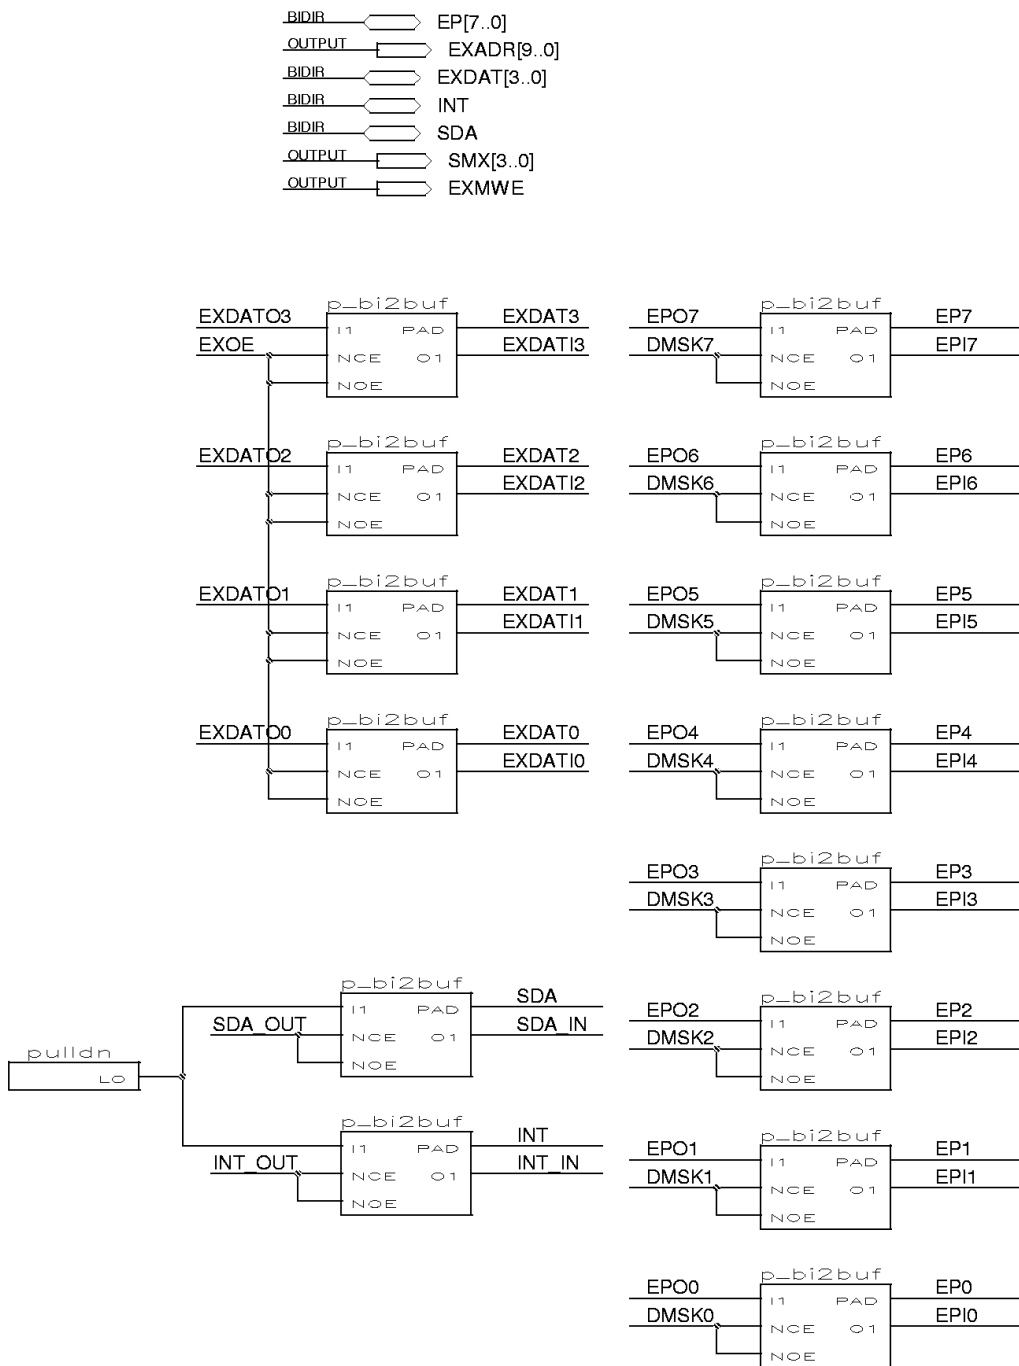 BIDIR EP[7..0]
OUTPUT EXADR[9..0]
BIDIR EXDAT[3..0]
BIDIR INT
BIDIR SDA
OUTPUT SMX[3..0]
OUTPUT EXMWE
p_bi2buf p_bi2buf
EXDATO3 I1 PAD EXDAT3 EPO7 I1 PAD EP7
EXOE NCE O1 EXDATI3 DMSK7 NCE O1 EPI7
NOE NOE
p_bi2buf p_bi2buf
EXDATO2 I1 PAD EXDAT2 EPO6 I1 PAD EP6
NCE O1 EXDATI2 DMSK6 NCE O1 EPI6
NOE NOE
p_bi2buf p_bi2buf
EXDATO1 I1 PAD EXDAT1 EPO5 I1 PAD EP5
NCE O1 EXDATI1 DMSK5 NCE O1 EPI5
NOE NOE
p_bi2buf p_bi2buf
EXDATO0 I1 PAD EXDAT0 EPO4 I1 PAD EP4
NCE O1 EXDATI0 DMSK4 NCE O1 EPI4
NOE NOE
p_bi2buf
EPO3 I1 PAD EP3
DMSK3 NCE O1 EPI3
NOE
p_bi2buf p_bi2buf
I1 PAD SDA EPO2 I1 PAD EP2
SDA_OUT NCE O1 SDA_IN DMSK2 NCE O1 EPI2
NOE NOE
pulldn
LO
p_bi2buf p_bi2buf
I1 PAD INT EPO1 I1 PAD EP1
INT_OUT NCE O1 INT_IN DMSK1 NCE O1 EPI1
NOE NOE
p_bi2buf
EPO0 I1 PAD EP0
DMSK0 NCE O1 EPI0
NOE